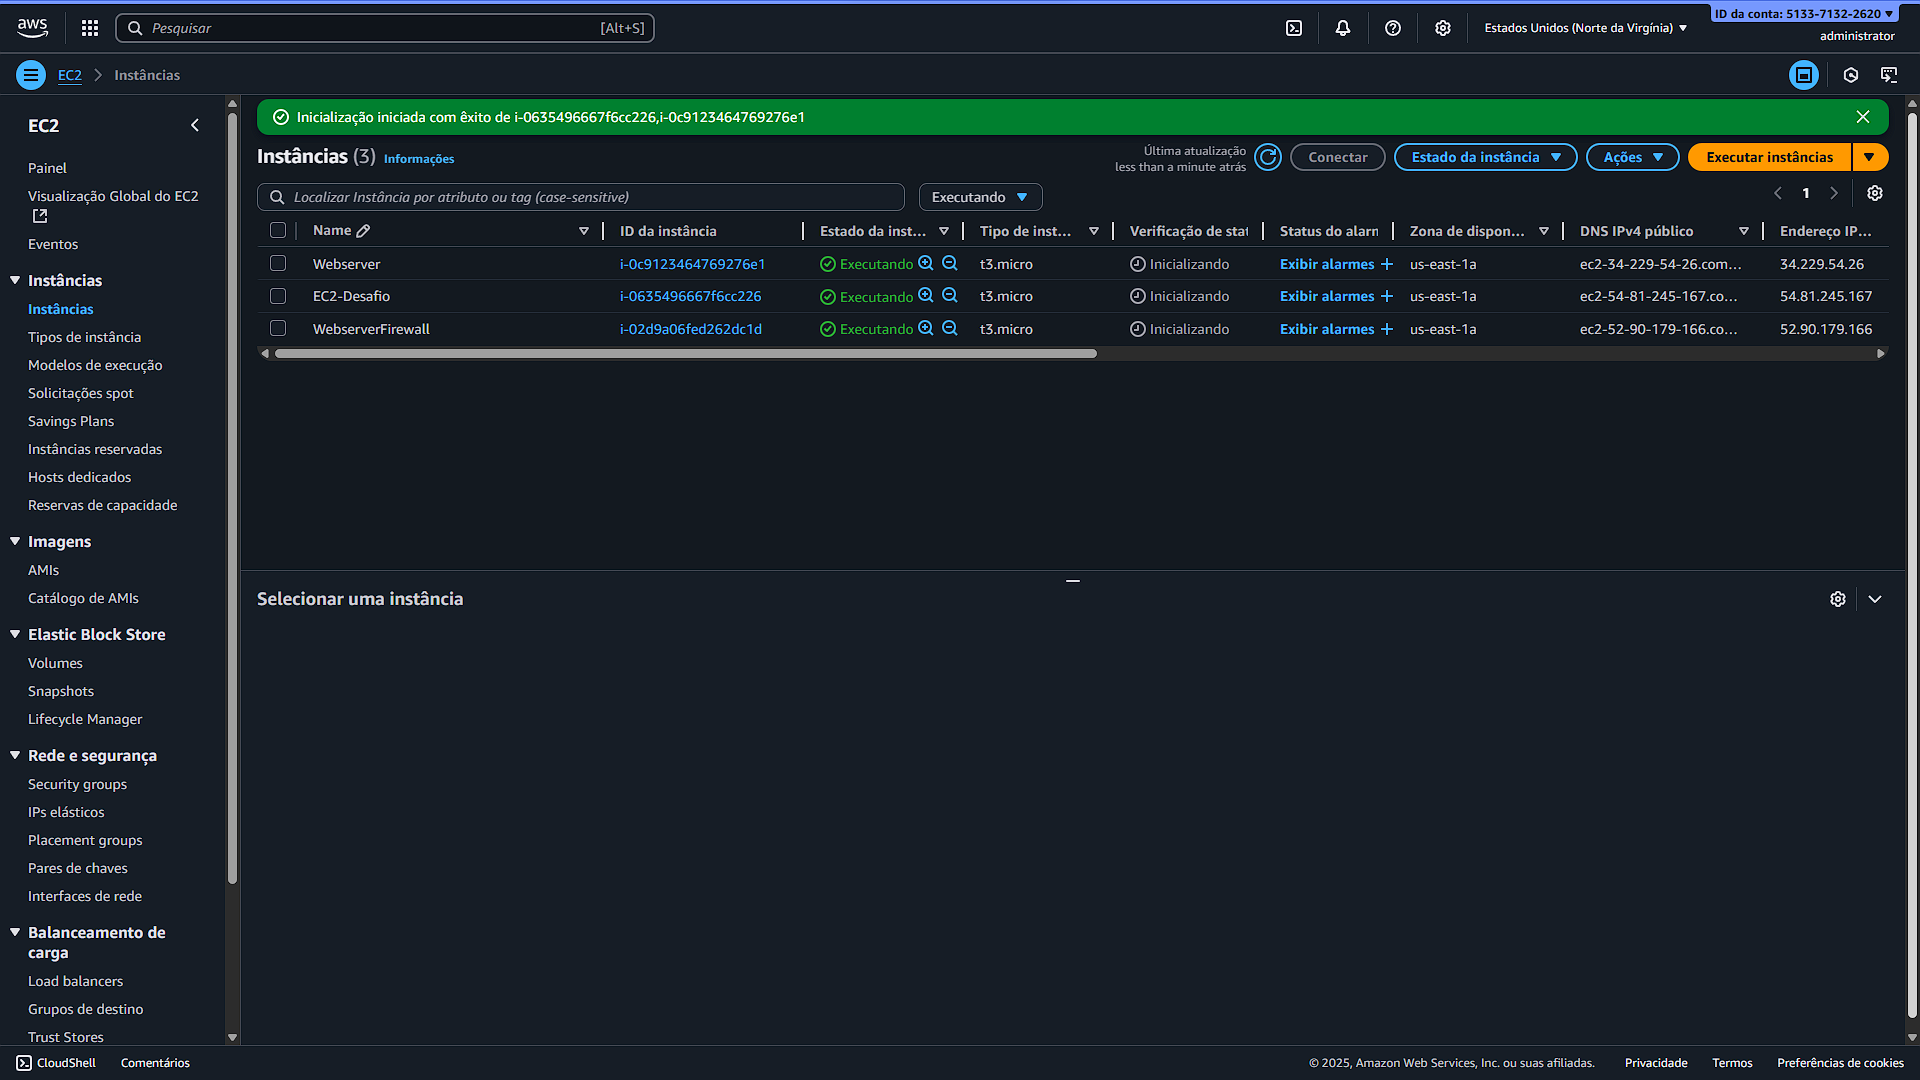 aws
Pesquisar
[Alt+S]
Estados Unidos (Norte da Virgínia)
ID da conta: 5133-7132-2620
administrator
EC2
Instâncias
EC2
Painel
Visualização Global do EC2
Eventos
Instâncias
Instâncias
Tipos de instância
Modelos de execução
Solicitações spot
Savings Plans
Instâncias reservadas
Hosts dedicados
Reservas de capacidade
Imagens
AMIs
Catálogo de AMIs
Elastic Block Store
Volumes
Snapshots
Lifecycle Manager
Rede e segurança
Security groups
IPs elásticos
Placement groups
Pares de chaves
Interfaces de rede
Balanceamento de
carga
Load balancers
Grupos de destino
Trust Stores
Inicialização iniciada com êxito de i-0635496667f6cc226,i-0c9123464769276e1
Instâncias (3) Informações
Última atualização
less than a minute atrás
Conectar
Estado da instância
Ações
Executar instâncias
Localizar Instância por atributo ou tag (case-sensitive)
Executando
1
Name ID da instância Estado da inst... Tipo de inst... Verificação de stat Status do alarn Zona de dispon... DNS IPv4 público Endereço IP...
Webserver i-0c9123464769276e1 Executando t3.micro Inicializando Exibir alarmes + us-east-1a ec2-34-229-54-26.com... 34.229.54.26
EC2-Desafio i-0635496667f6cc226 Executando t3.micro Inicializando Exibir alarmes + us-east-1a ec2-54-81-245-167.co... 54.81.245.167
WebserverFirewall i-02d9a06fed262dc1d Executando t3.micro Inicializando Exibir alarmes + us-east-1a ec2-52-90-179-166.co... 52.90.179.166
Selecionar uma instância
CloudShell
Comentários
© 2025, Amazon Web Services, Inc. ou suas afiliadas.
Privacidade
Termos
Preferências de cookies